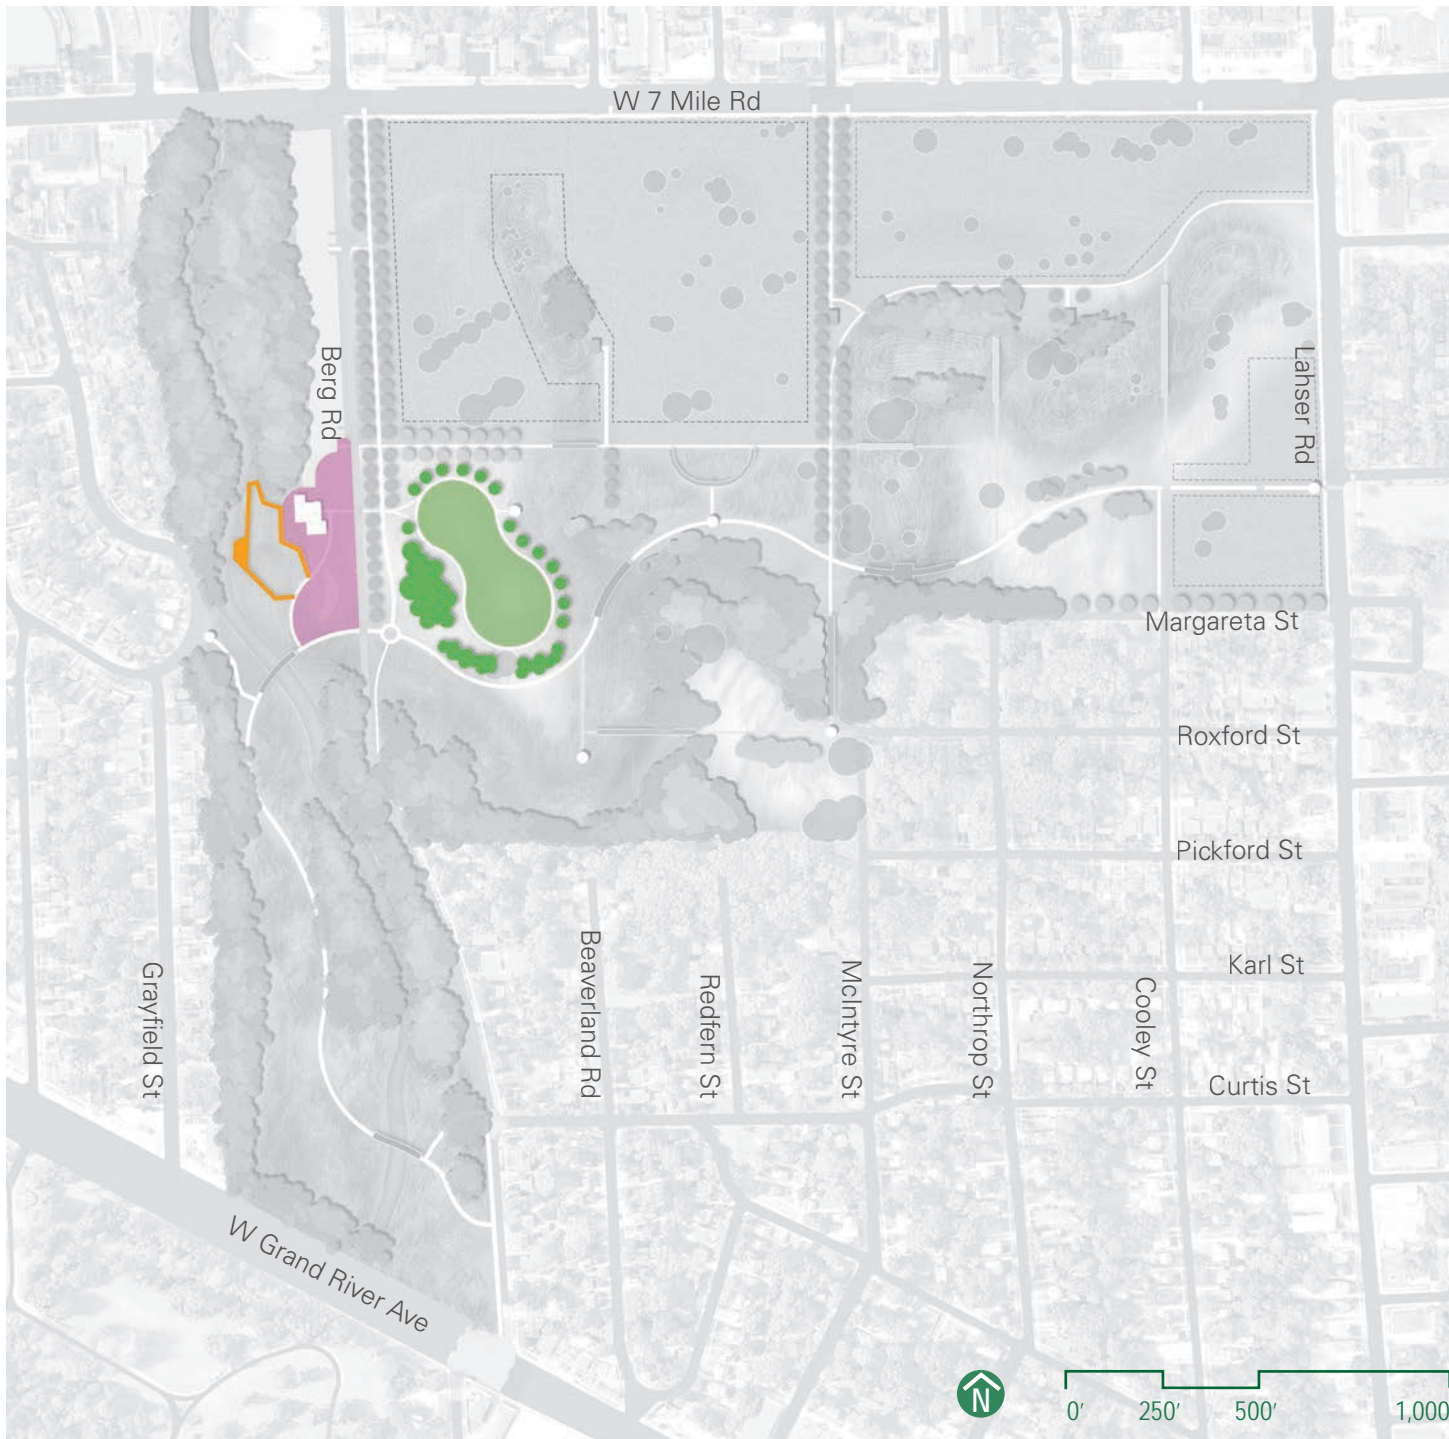 W 7 Mile Rd
Berg Rd
Lahser Rd
Margareta St
Roxford St
Pickford St
Karl St
Curtis St
Grayfield St
Beaverland Rd
Redfern St
McIntyre St
Northrop St
Cooley St
W Grand River Ave
N
0′ 250′ 500′ 1,000